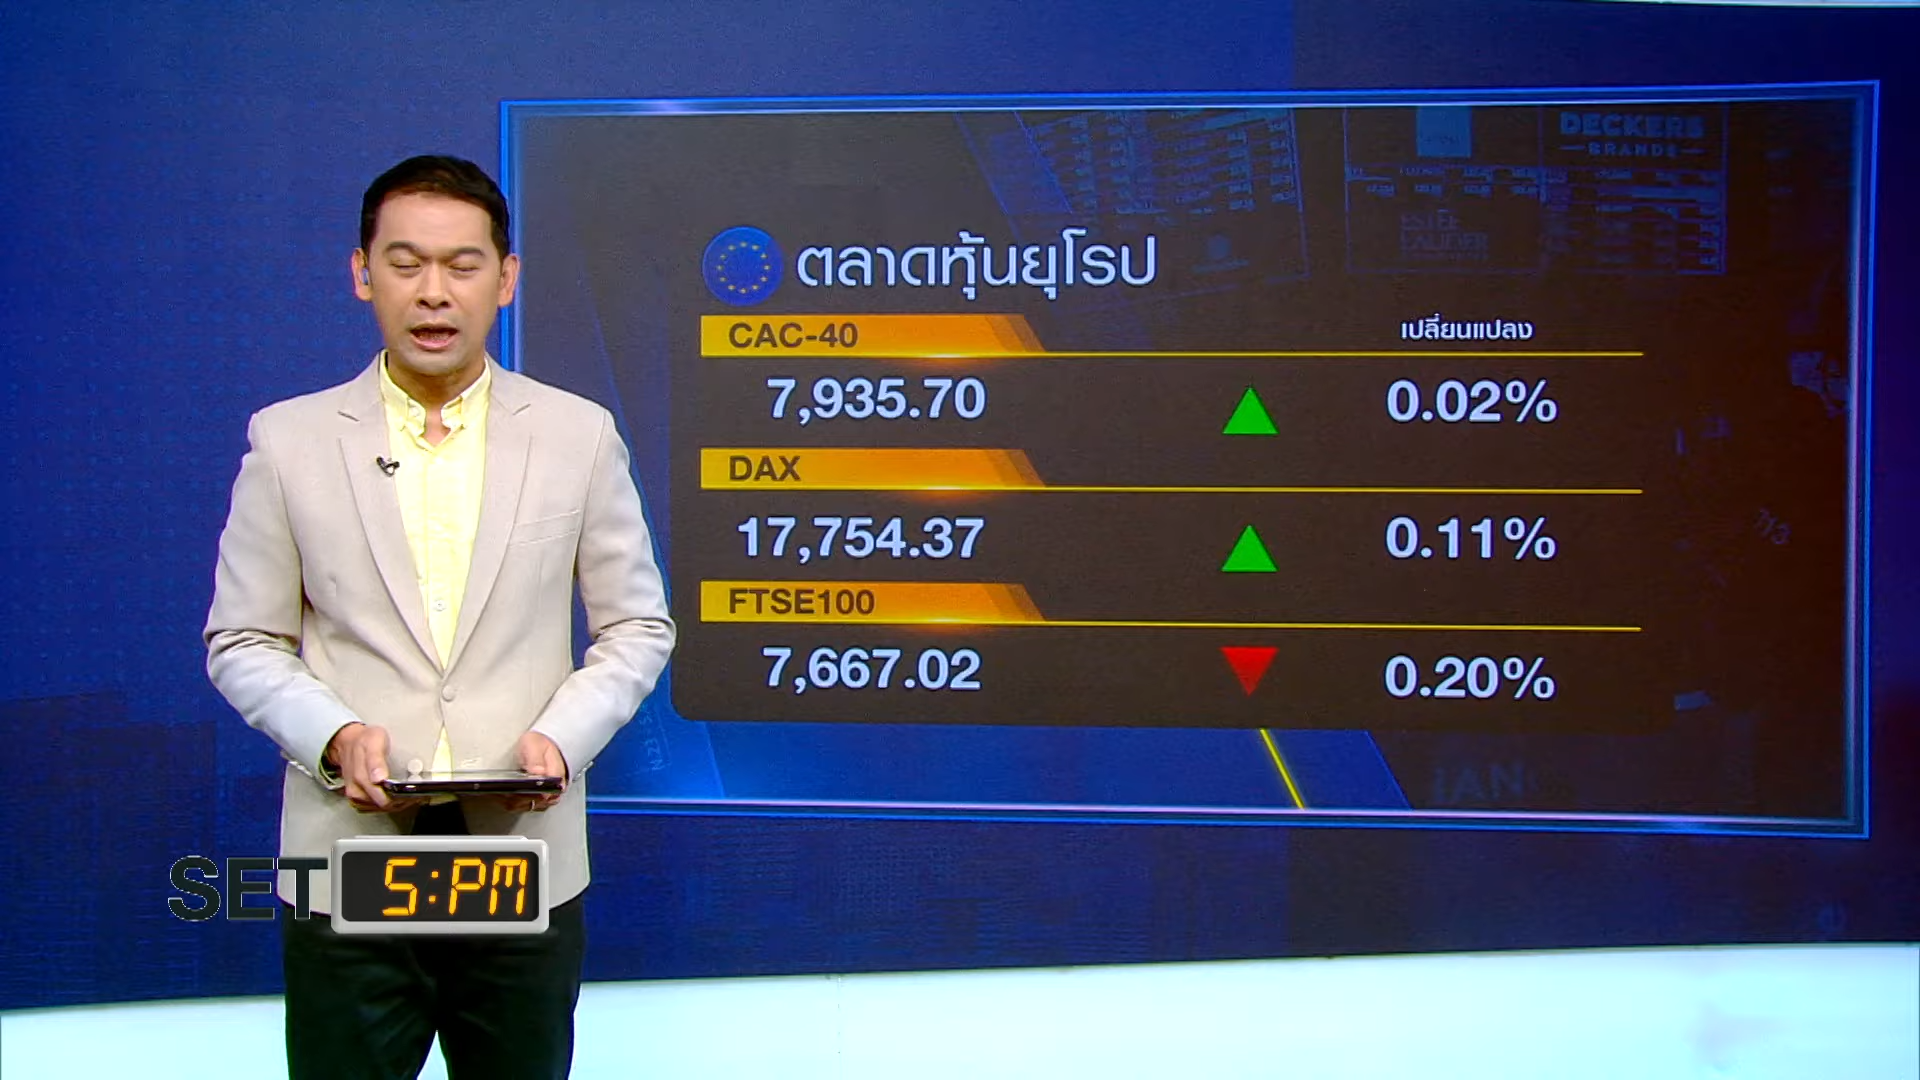 DECKERS
BRANDS
ESTEE
LAUDER
ตลาดหุ้นยุโรป
CAC-40
เปลี่ยนแปลง
7,935.70
0.02%
DAX
17,754.37
0.11%
FTSE100
7,667.02
0.20%
SET 5:PM